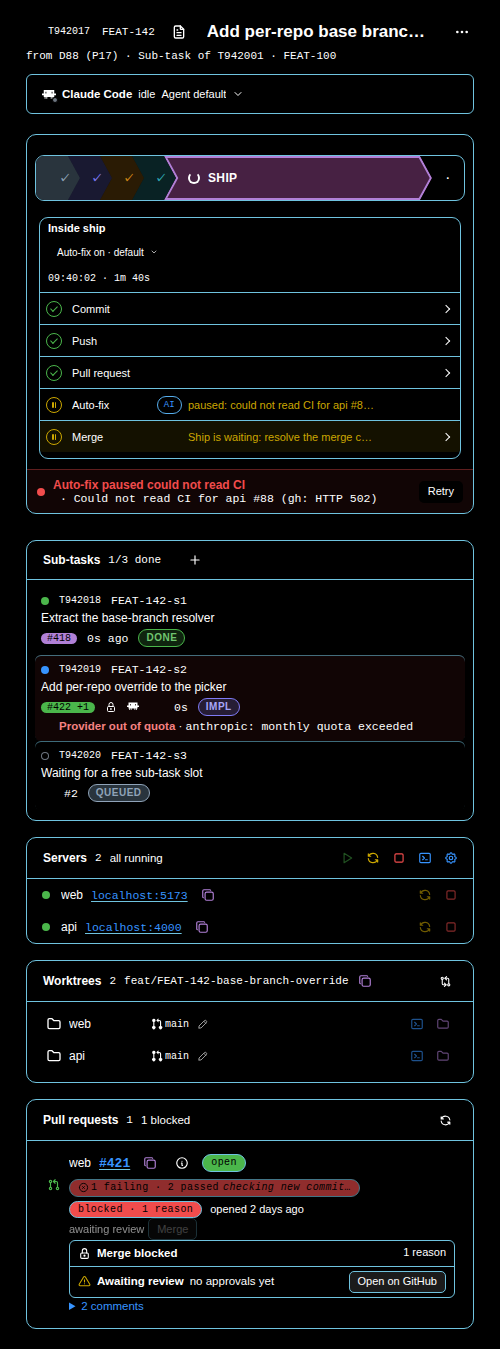 T942017 FEAT-142 Add per-repo base branc…
from D88 (P17) · Sub-task of T942001 · FEAT-100
Claude Code idle Agent default
SHIP
Inside ship
Auto-fix on · default
09:40:02 · 1m 40s
Commit
Push
Pull request
Auto-fix AI paused: could not read CI for api #8…
Merge Ship is waiting: resolve the merge c…
Auto-fix paused could not read CI
· Could not read CI for api #88 (gh: HTTP 502)
Retry
Sub-tasks 1/3 done
T942018 FEAT-142-s1
Extract the base-branch resolver
#418 0s ago DONE
T942019 FEAT-142-s2
Add per-repo override to the picker
#422 +1 0s IMPL
Provider out of quota · anthropic: monthly quota exceeded
T942020 FEAT-142-s3
Waiting for a free sub-task slot
#2 QUEUED
Servers 2 all running
web localhost:5173
api localhost:4000
Worktrees 2 feat/FEAT-142-base-branch-override
web main
api main
Pull requests 1 1 blocked
web #421 open
1 failing · 2 passed checking new commit…
blocked · 1 reason opened 2 days ago
awaiting review Merge
Merge blocked 1 reason
Awaiting review no approvals yet Open on GitHub
2 comments